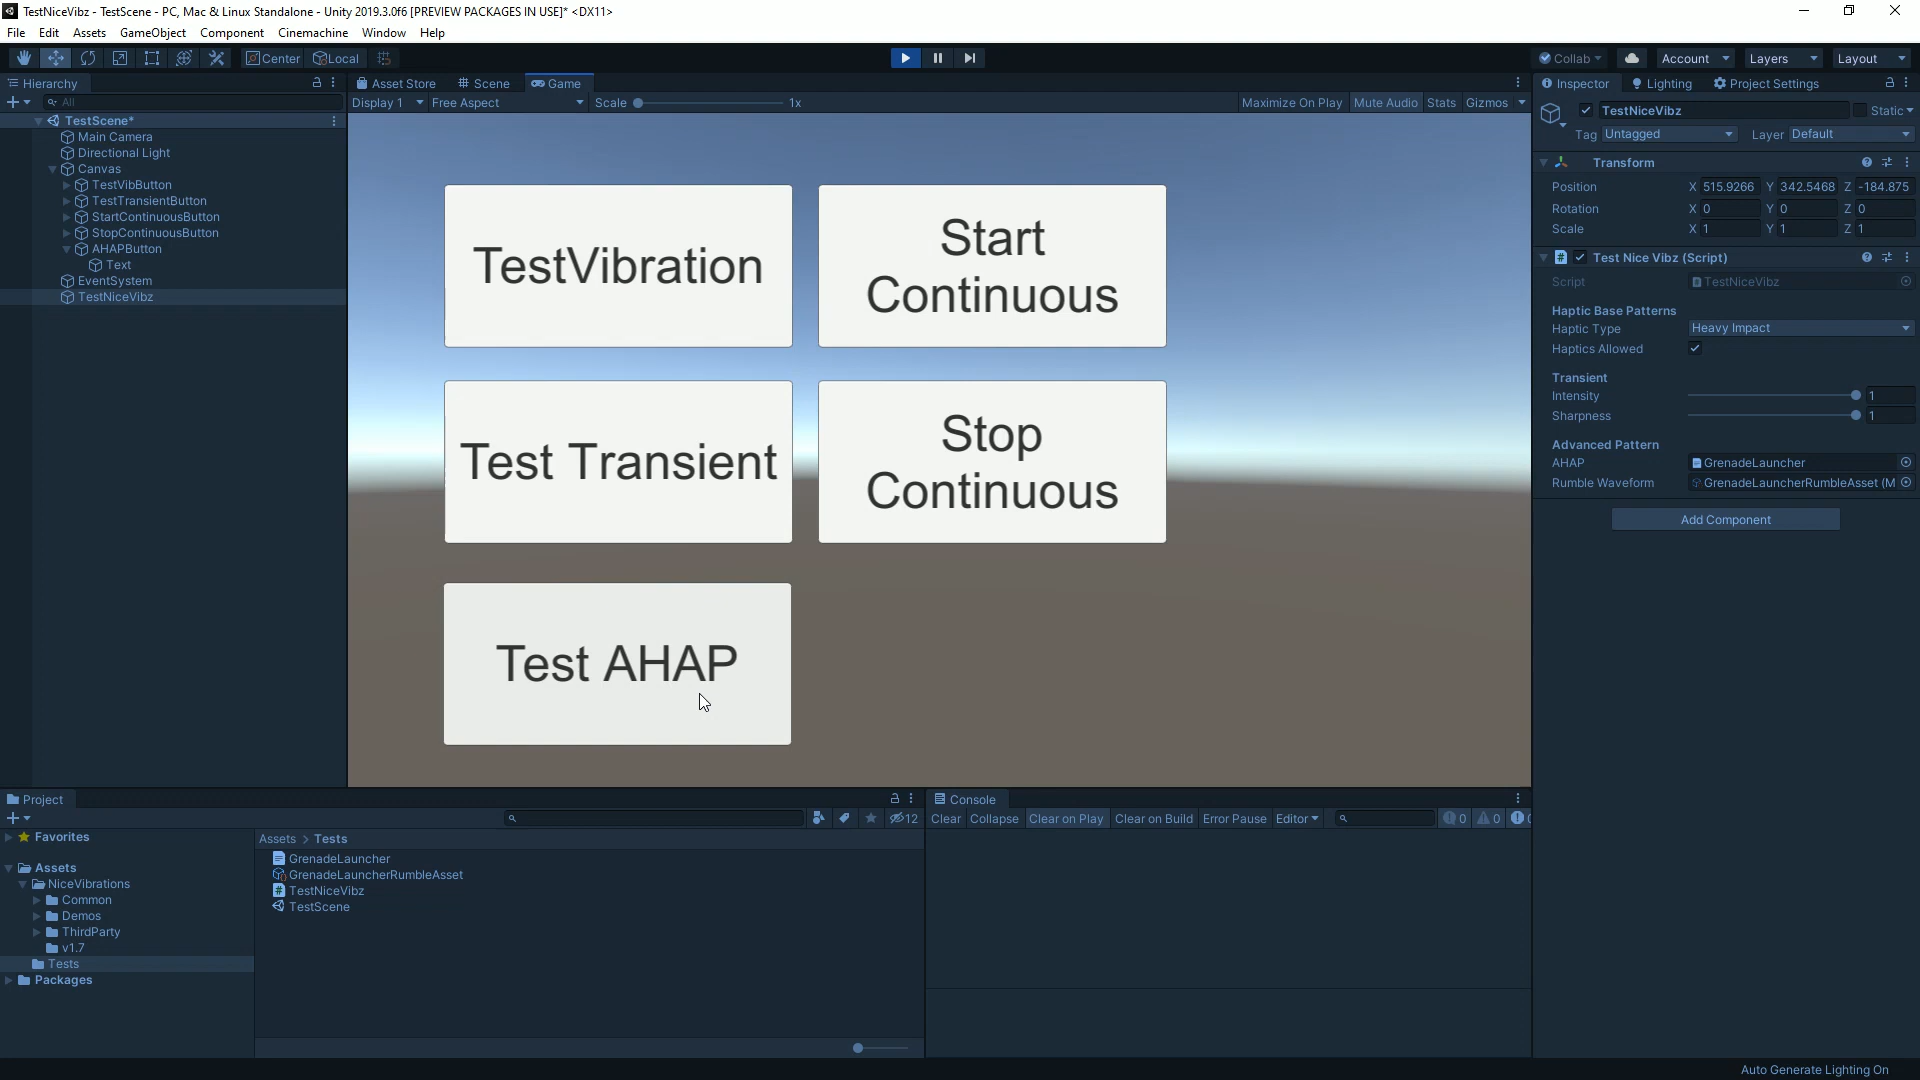 TestNiceVibz - TestScene - PC, Mac & Linux Standalone - Unity 2019.3.0f6 [PREVIEW PACKAGES IN USE]* <DX11>
File Edit Assets GameObject Component Cinemachine Window Help
Center Local
Collab Account Layers Layout
Hierarchy
All
TestScene*
Main Camera
Directional Light
Canvas
TestVibButton
TestTransientButton
StartContinuousButton
StopContinuousButton
AHAPButton
Text
EventSystem
TestNiceVibz
Asset Store Scene Game
Display 1 Free Aspect Scale 1x Maximize On Play Mute Audio Stats Gizmos
TestVibration
Start
Continuous
Test Transient
Stop
Continuous
Test AHAP
Inspector Lighting Project Settings
TestNiceVibz Static
Tag Untagged Layer Default
Transform
Position X 515.9266 Y 342.5468 Z -184.875
Rotation X 0 Y 0 Z 0
Scale X 1 Y 1 Z 1
Test Nice Vibz (Script)
Script TestNiceVibz
Haptic Base Patterns
Haptic Type Heavy Impact
Haptics Allowed
Transient
Intensity 1
Sharpness 1
Advanced Pattern
AHAP GrenadeLauncher
Rumble Waveform GrenadeLauncherRumbleAsset (M
Add Component
Project
12
Favorites
Assets
NiceVibrations
Common
Demos
ThirdParty
v1.7
Tests
Packages
Assets > Tests
GrenadeLauncher
GrenadeLauncherRumbleAsset
TestNiceVibz
TestScene
Console
Clear Collapse Clear on Play Clear on Build Error Pause Editor 0 0
Auto Generate Lighting On